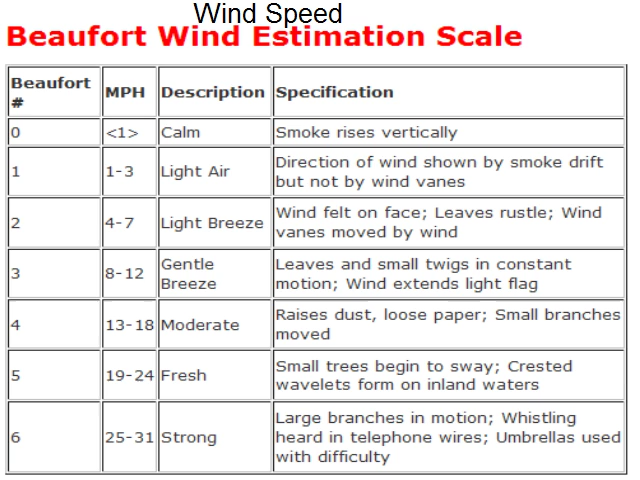 Wind Speed
Beaufort Wind Estimation Scale
Beaufort # MPH Description Specification
0 <1> Calm Smoke rises vertically
1 1-3 Light Air Direction of wind shown by smoke drift
but not by wind vanes
2 4-7 Light Breeze Wind felt on face; Leaves rustle; Wind
vanes moved by wind
3 8-12 Gentle Breeze Leaves and small twigs in constant
motion; Wind extends light flag
4 13-18 Moderate Raises dust, loose paper; Small branches
moved
5 19-24 Fresh Small trees begin to sway; Crested
wavelets form on inland waters
6 25-31 Strong Large branches in motion; Whistling
heard in telephone wires; Umbrellas used
with difficulty